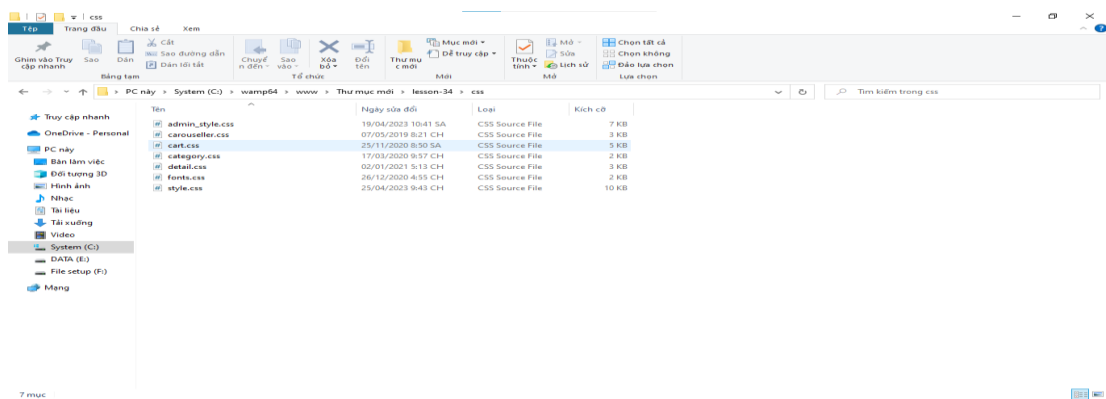 css
Tệp Trang đầu Chia sẻ Xem
Ghim vào Truy cập nhanh
Sao
Dán
Cắt
Sao đường dẫn
Dán lối tắt
Chuyể n đến
Sao vào
Xóa bỏ
Đổi tên
Thư mụ c mới
Mục mới
Dễ truy cập
Thuộc tính
Mở
Sửa
Lịch sử
Chọn tất cả
Chọn không
Đảo lựa chọn
Bảng tạm Tổ chức Mới Mở Lựa chọn
PC này > System (C:) > wamp64 > www > Thư mục mới > lesson-34 > css
Tìm kiếm trong css
Truy cập nhanh
OneDrive - Personal
PC này
Bàn làm việc
Đối tượng 3D
Hình ảnh
Nhạc
Tài liệu
Tải xuống
Video
System (C:)
DATA (E:)
File setup (F:)
Mạng
Tên Ngày sửa đổi Loại Kích cỡ
admin_style.css 19/04/2023 10:41 SA CSS Source File 7 KB
carouseller.css 07/05/2019 8:21 CH CSS Source File 3 KB
cart.css 25/11/2020 8:50 SA CSS Source File 5 KB
category.css 17/03/2020 9:57 CH CSS Source File 2 KB
detail.css 02/01/2021 5:13 CH CSS Source File 3 KB
fonts.css 26/12/2020 4:55 CH CSS Source File 2 KB
style.css 25/04/2023 9:43 CH CSS Source File 10 KB
7 mục